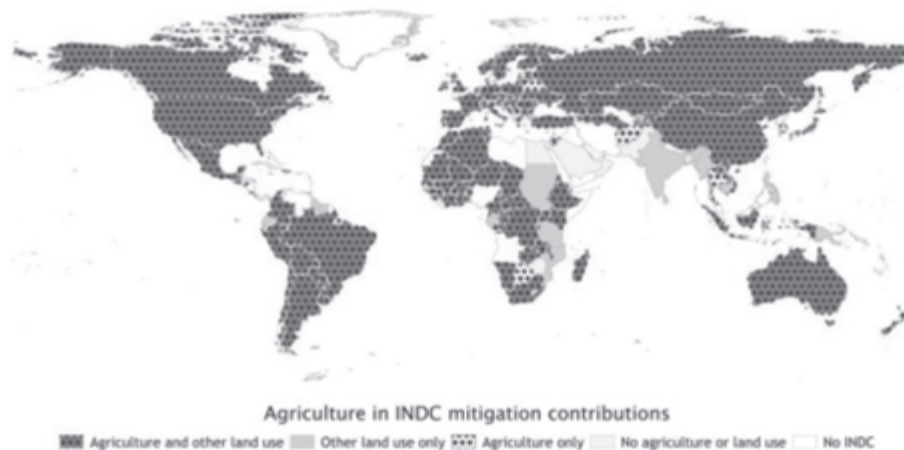 Agriculture in INDC mitigation contributions
Agriculture and other land use Other land use only Agriculture only No agriculture or land use No INDC